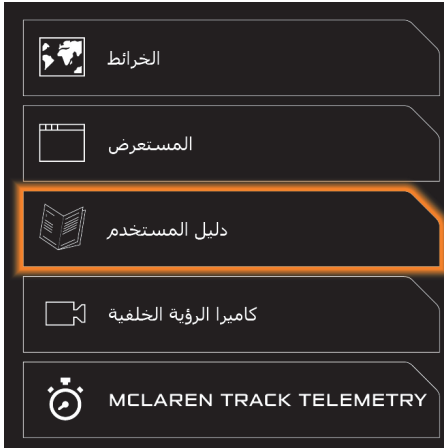 الخرائط
المستعرض
دليل المستخدم
كاميرا الرؤية الخلفية
MCLAREN TRACK TELEMETRY